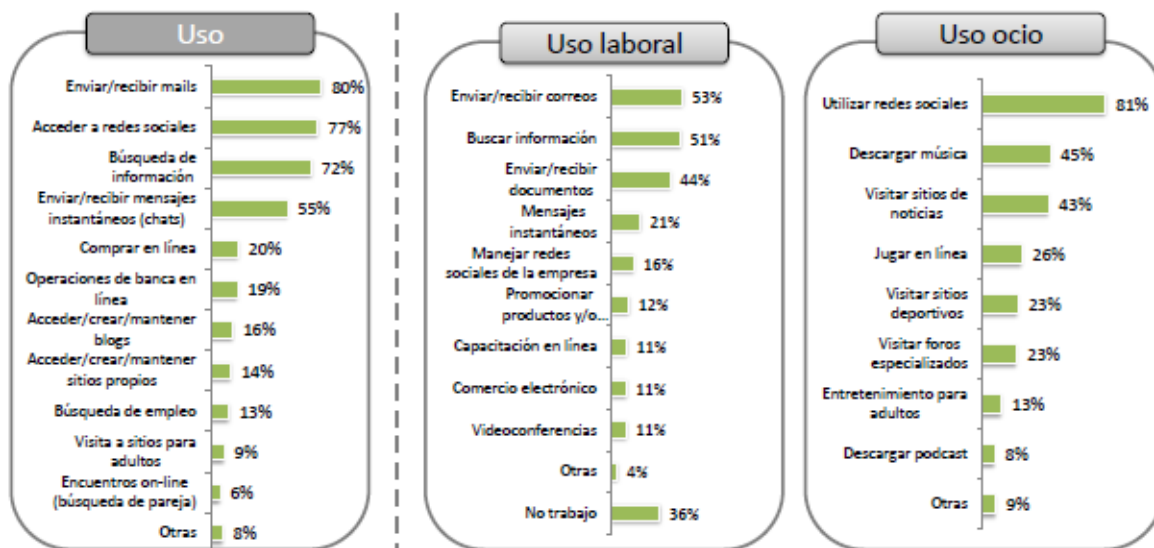 Uso
Enviar/recibir mails
80%
Acceder a redes sociales
77%
Búsqueda de
información
72%
Enviar/recibir mensajes
instantáneos (chats)
55%
Comprar en línea
20%
Operaciones de banca en
línea
19%
Acceder/crear/mantener
blogs
16%
Acceder/crear/mantener
sitios propios
14%
Búsqueda de empleo
13%
Visita a sitios para
adultos
9%
Encuentros on-line
(búsqueda de pareja)
6%
Otras
8%
Uso laboral
Enviar/recibir correos
53%
Buscar información
51%
Enviar/recibir
documentos
44%
Mensajes
instantáneos
21%
Manejar redes
sociales de la empresa
16%
Promocionar
productos y/o...
12%
Capacitación en línea
11%
Comercio electrónico
11%
Videoconferencias
11%
Otras
4%
No trabajo
36%
Uso ocio
Utilizar redes sociales
81%
Descargar música
45%
Visitar sitios de
noticias
43%
Jugar en línea
26%
Visitar sitios
deportivos
23%
Visitar foros
especializados
23%
Entretenimiento para
adultos
13%
Descargar podcast
8%
Otras
9%